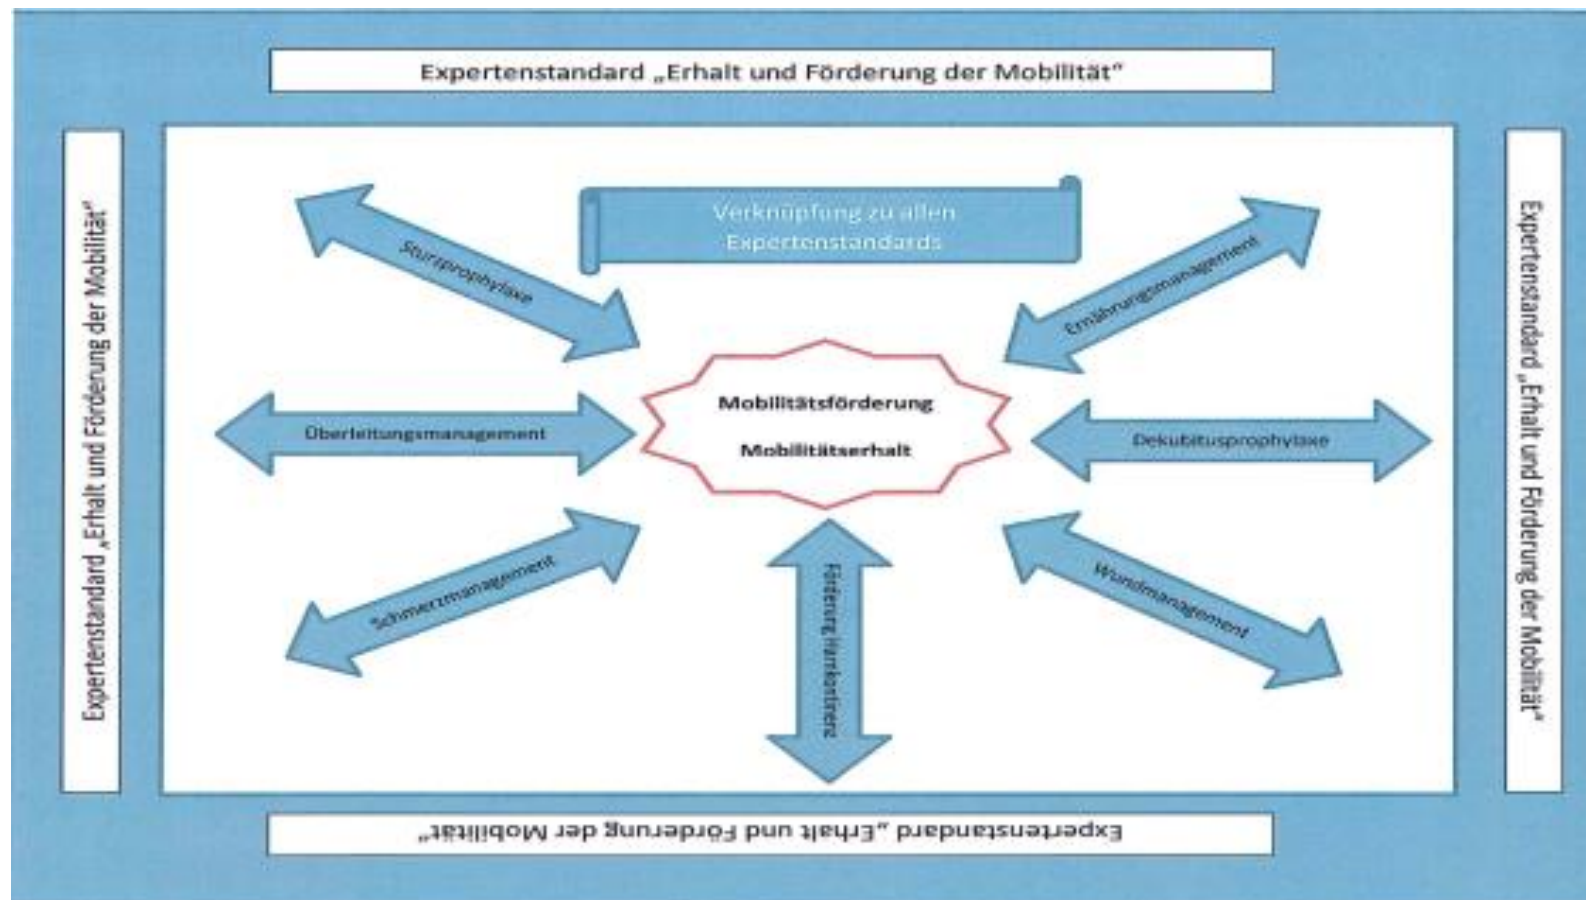 Expertenstandard „Erhalt und Förderung der Mobilität“
Expertenstandard „Erhalt und Förderung der Mobilität“
Verknüpfung zu allen
Expertenstandards
Sturzprophylaxe
Ernährungsmanagement
Mobilitätsförderung
Mobilitätserhalt
Überleitungsmanagement
Dekubitusprophylaxe
Schmerzmanagement
Förderung Harnkontinenz
Wundmanagement
Expertenstandard „Erhalt und Förderung der Mobilität“
Expertenstandard „Erhalt und Förderung der Mobilität“